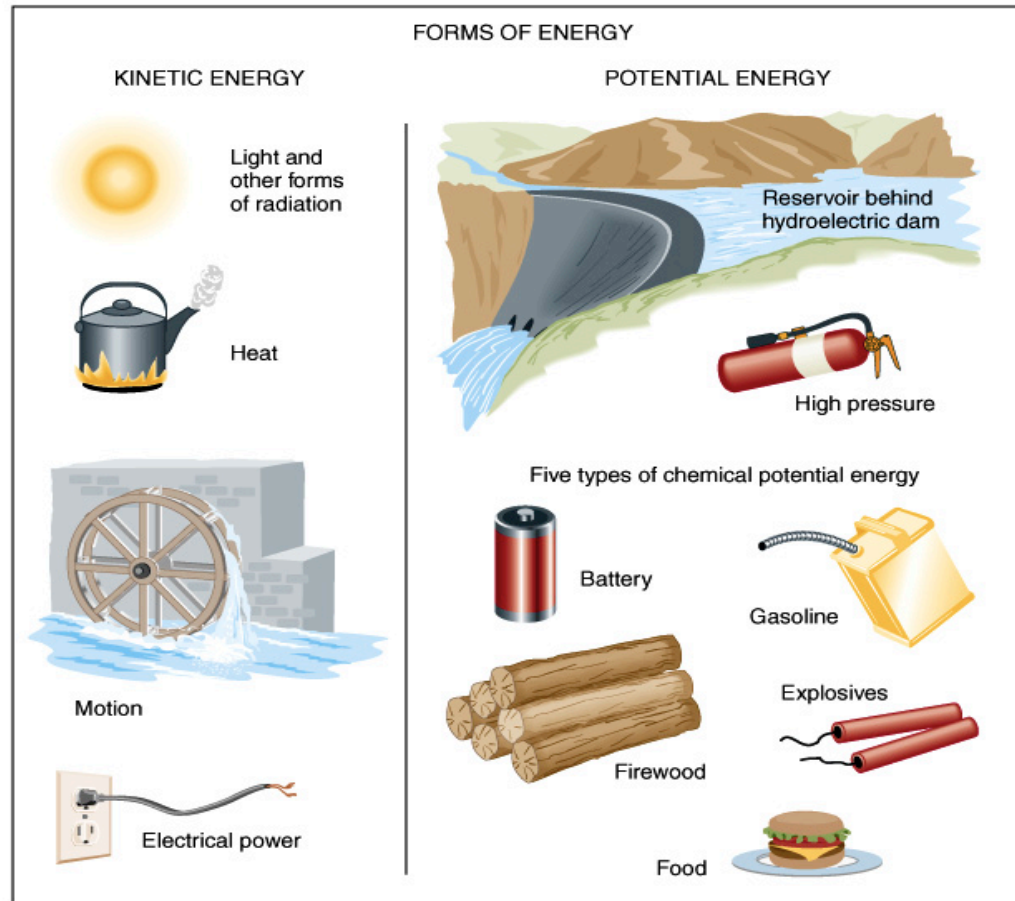 FORMS OF ENERGY
KINETIC ENERGY
Light and
other forms
of radiation
Heat
Motion
Electrical power
POTENTIAL ENERGY
Reservoir behind
hydroelectric dam
High pressure
Five types of chemical potential energy
Battery
Gasoline
Explosives
Firewood
Food